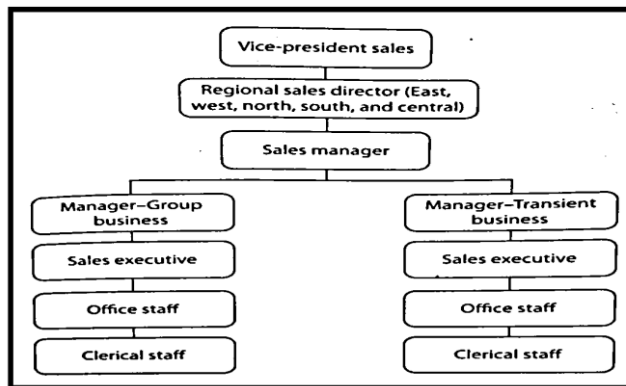 Vice-president sales
Regional sales director (East,
west, north, south, and central)
Sales manager
Manager–Group
business
Sales executive
Office staff
Clerical staff
Manager–Transient
business
Sales executive
Office staff
Clerical staff